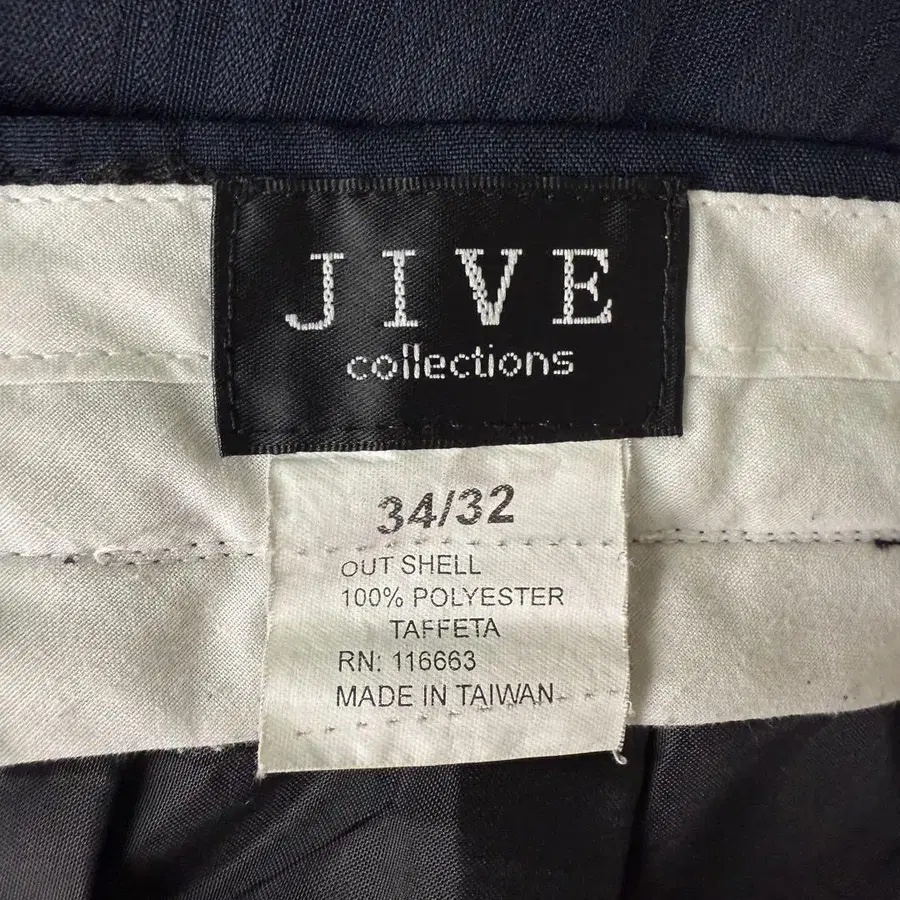 JIVE
collections
34/32
OUT SHELL
100% POLYESTER
TAFFETA
RN: 116663
MADE IN TAIWAN